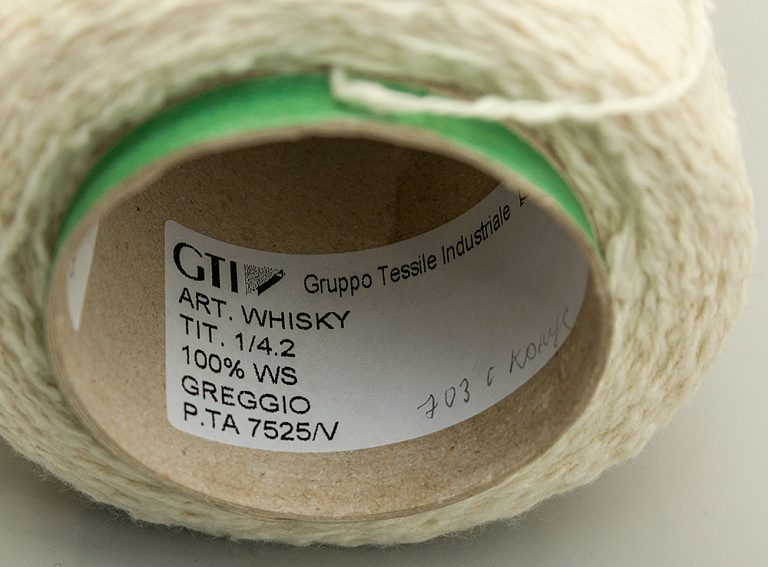 GTI Gruppo Tessile Industriale
ART. WHISKY
TIT. 1/4.2
100% WS
GREGGIO
P.TA 7525/V
703 с конус